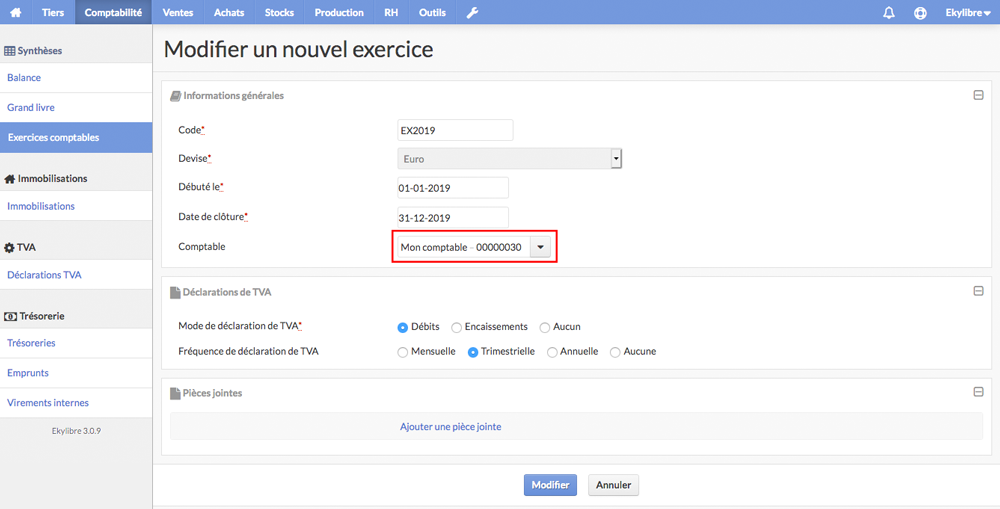 Tiers Comptabilité Ventes Achats Stocks Production RH Outils Ekylibre
Synthèses
Balance
Grand livre
Exercices comptables
Immobilisations
Immobilisations
TVA
Déclarations TVA
Trésorerie
Trésoreries
Emprunts
Virements internes
Ekylibre 3.0.9
Modifier un nouvel exercice
Informations générales
Code* EX2019
Devise* Euro
Débuté le* 01-01-2019
Date de clôture* 31-12-2019
Comptable Mon comptable - 00000030
Déclarations de TVA
Mode de déclaration de TVA* Débits Encaissements Aucun
Fréquence de déclaration de TVA Mensuelle Trimestrielle Annuelle Aucune
Pièces jointes
Ajouter une pièce jointe
Modifier Annuler